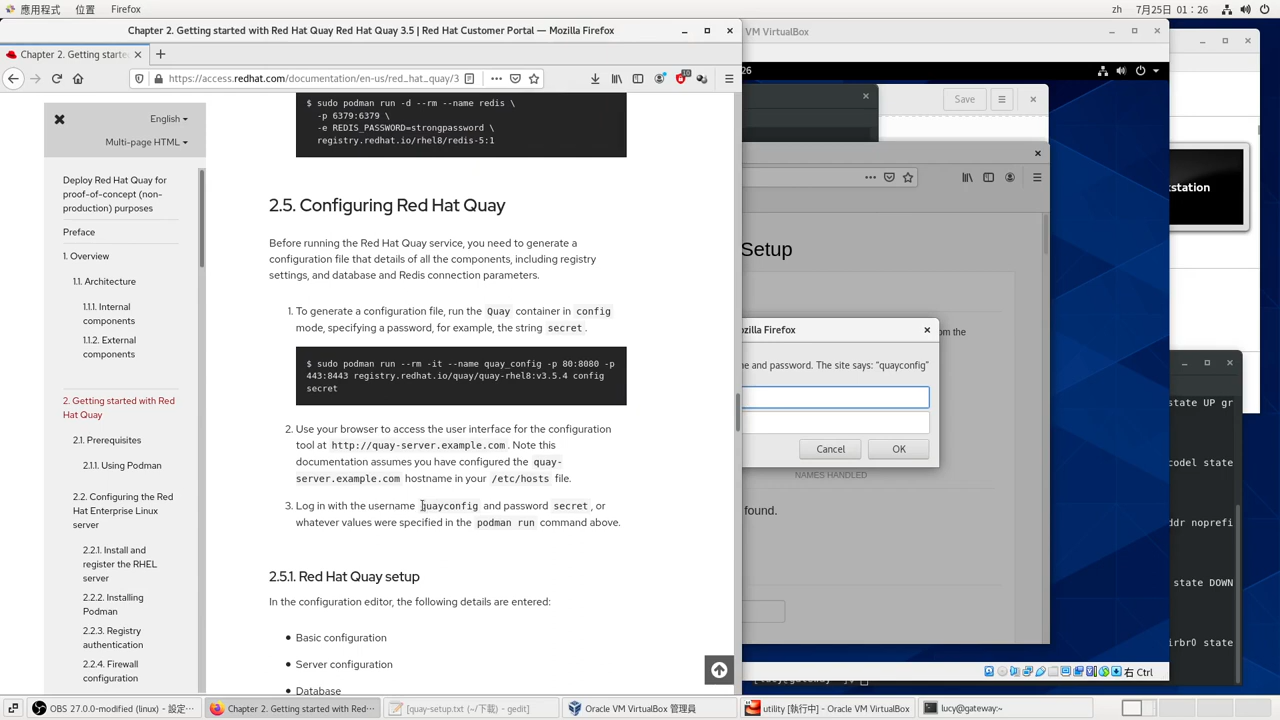 應用程式 位置 Firefox
zh 7月25日 01：26
Chapter 2. Getting started with Red Hat Quay Red Hat Quay 3.5 | Red Hat Customer Portal — Mozilla Firefox
VM VirtualBox
Chapter 2. Getting starte
https://access.redhat.com/documentation/en-us/red_hat_quay/3
10
26
Save
English
Multi-page HTML
Deploy Red Hat Quay for
proof-of-concept (non-
production) purposes
Preface
1. Overview
1.1. Architecture
1.1.1. Internal
components
1.1.2. External
components
2. Getting started with Red
Hat Quay
2.1. Prerequisites
2.1.1. Using Podman
2.2. Configuring the Red
Hat Enterprise Linux
server
2.2.1. Install and
register the RHEL
server
2.2.2. Installing
Podman
2.2.3. Registry
authentication
2.2.4. Firewall
configuration
$ sudo podman run -d --rm --name redis \
-p 6379:6379 \
-e REDIS_PASSWORD=strongpassword \
registry.redhat.io/rhel8/redis-5:1
2.5. Configuring Red Hat Quay
Before running the Red Hat Quay service, you need to generate a
configuration file that details of all the components, including registry
settings, and database and Redis connection parameters.
1. To generate a configuration file, run the Quay container in config
mode, specifying a password, for example, the string secret.
$ sudo podman run --rm -it --name quay_config -p 80:8080 -p
443:8443 registry.redhat.io/quay/quay-rhel8:v3.5.4 config
secret
2. Use your browser to access the user interface for the configuration
tool at http://quay-server.example.com. Note this
documentation assumes you have configured the quay-
server.example.com hostname in your /etc/hosts file.
3. Log in with the username quayconfig and password secret, or
whatever values were specified in the podman run command above.
2.5.1. Red Hat Quay setup
In the configuration editor, the following details are entered:
Basic configuration
Server configuration
Database
Setup
om the
ozilla Firefox
e and password. The site says: "quayconfig"
Cancel OK
NAMES HANDLED
found.
kstation
state UP gr
codel state
ddr noprefi
state DOWN
irbr0 state
右 Ctrl
OBS 27.0.0-modified (linux) - 設定...
Chapter 2. Getting started with Red...
[quay-setup.txt (~/下載) - gedit]
Oracle VM VirtualBox 管理員
utility [執行中] - Oracle VM VirtualBox
lucy@gateway:~